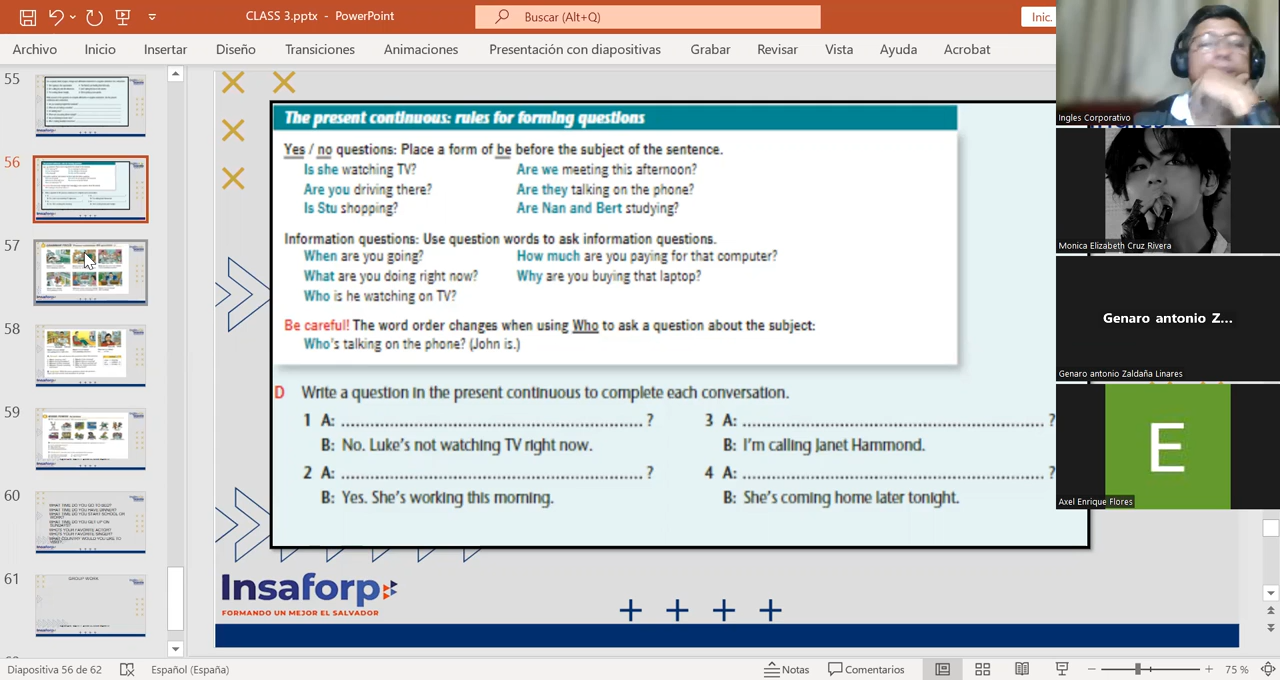 CLASS 3.pptx - PowerPoint
Buscar (Alt+Q)
Inic.
Archivo Inicio Insertar Diseño Transiciones Animaciones Presentación con diapositivas Grabar Revisar Vista Ayuda Acrobat
55
56
57
58
59
60
61
The present continuous: rules for forming questions
Yes / no questions: Place a form of be before the subject of the sentence.
Is she watching TV? Are we meeting this afternoon?
Are you driving there? Are they talking on the phone?
Is Stu shopping? Are Nan and Bert studying?
Information questions: Use question words to ask information questions.
When are you going? How much are you paying for that computer?
What are you doing right now? Why are you buying that laptop?
Who is he watching on TV?
Be careful! The word order changes when using Who to ask a question about the subject:
Who's talking on the phone? (John is.)
D Write a question in the present continuous to complete each conversation.
1 A: ............................................................ ? 3 A: ............................................................ ?
B: No. Luke's not watching TV right now. B: I'm calling Janet Hammond.
2 A: ............................................................ ? 4 A: ............................................................ ?
B: Yes. She's working this morning. B: She's coming home later tonight.
Insaforp
FORMANDO UN MEJOR EL SALVADOR
Ingles Corporativo
Monica Elizabeth Cruz Rivera
Genaro antonio Z...
Genaro antonio Zaldaña Linares
E
Axel Enrique Flores
GROUP WORK
Diapositiva 56 de 62 Español (España) Notas Comentarios 75 %